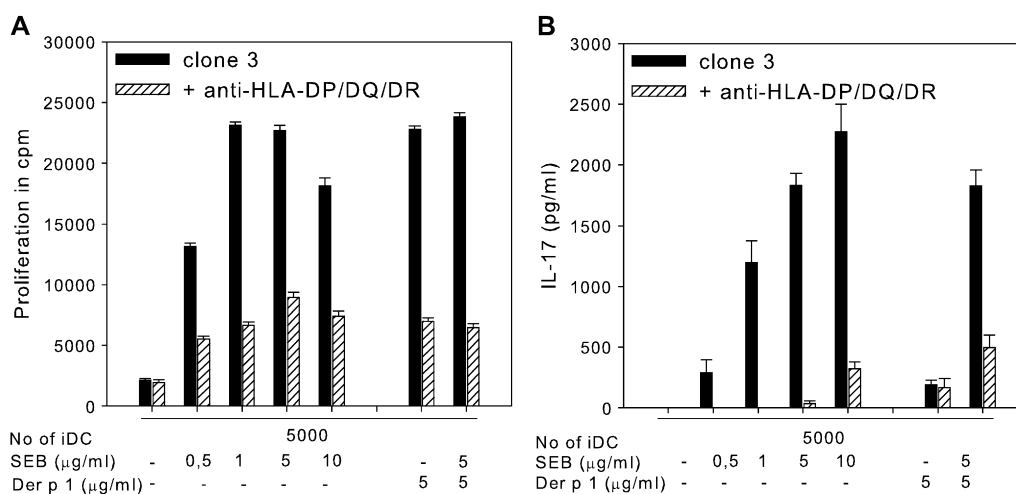 A
30000
25000
20000
15000
10000
5000
0
Proliferation in cpm
clone 3
+ anti-HLA-DP/DQ/DR
No of iDC 5000
SEB (μg/ml) - 0,5 1 5 10 - 5
Der p 1 (μg/ml) - - - - - 5 5
B
3000
2500
2000
1500
1000
500
0
IL-17 (pg/ml)
clone 3
+ anti-HLA-DP/DQ/DR
No of iDC 5000
SEB (μg/ml) - 0,5 1 5 10 - 5
Der p 1 (μg/ml) - - - - - 5 5